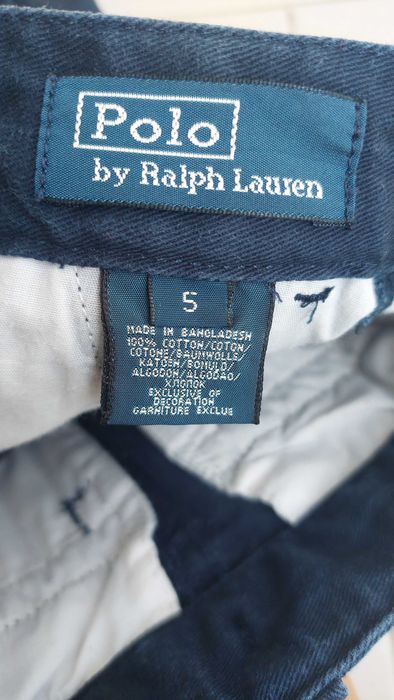 Polo
by Ralph Lauren
5
MADE IN BANGLADESH
100% COTTON/COTON/
COTONE/BAUMWOLLE/
KATOEN/BOMULD/
ALGODON/ALGODAO/
ХЛОПОК
EXCLUSIVE OF
DECORATION
GARNITURE EXCLUE